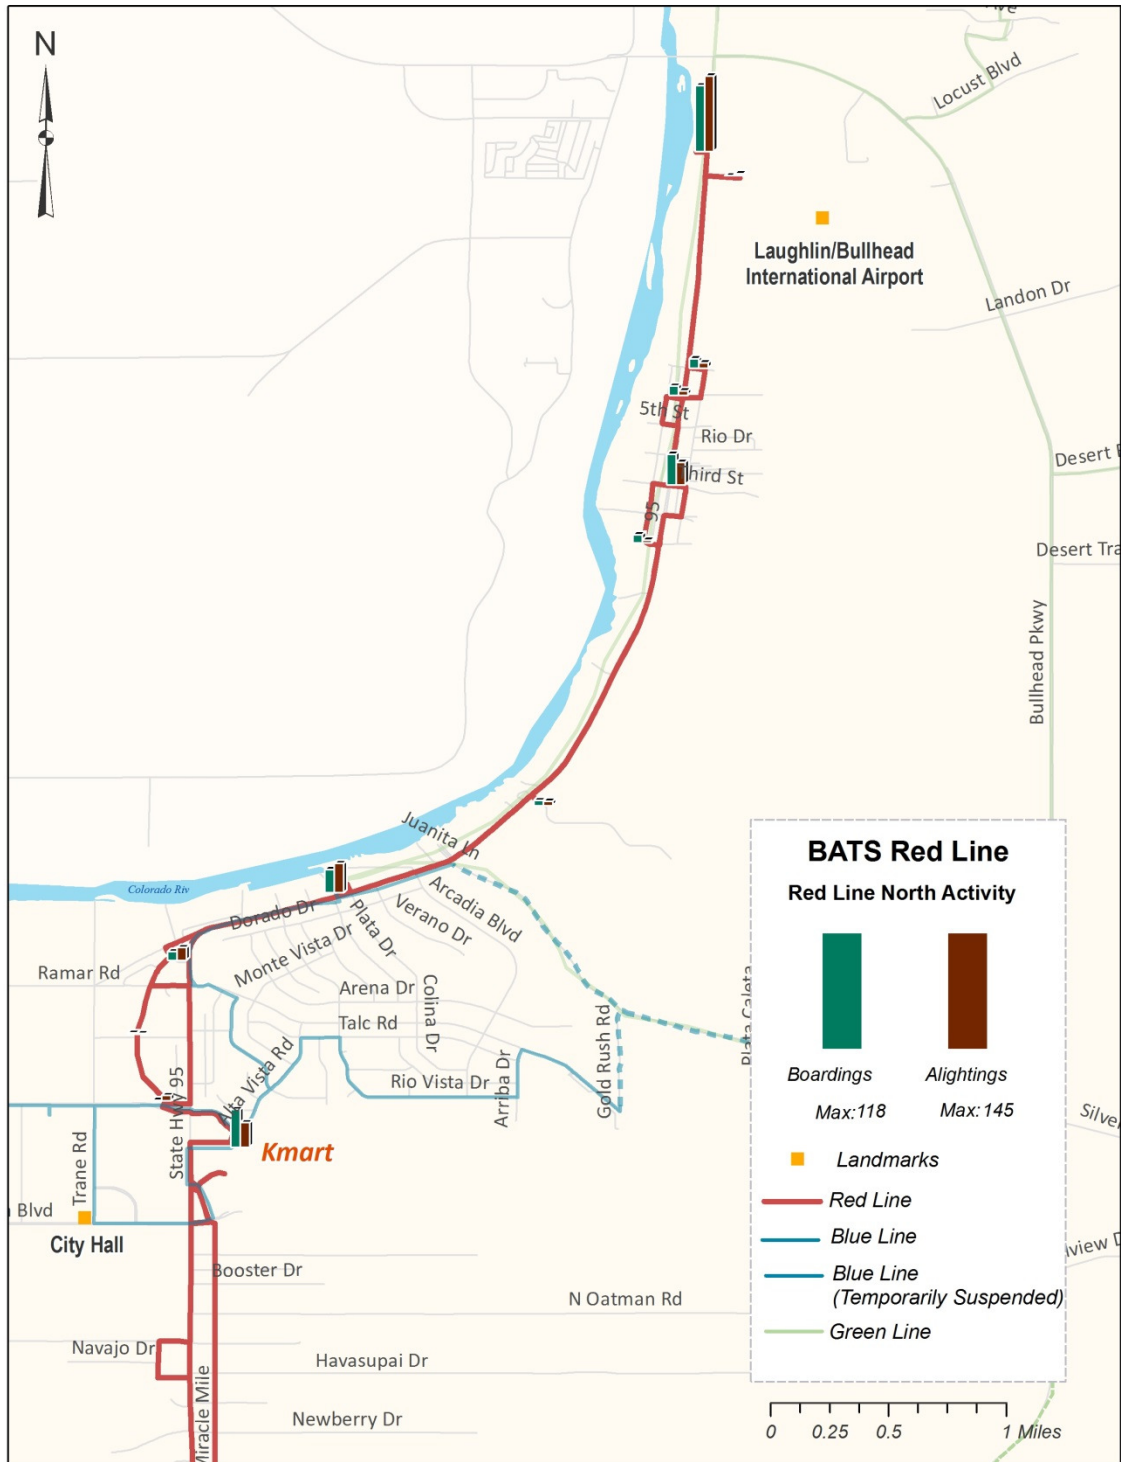 N
Locust Blvd
Laughlin/Bullhead
International Airport
Landon Dr
5th St
Rio Dr
hird St
95
Desert
Desert Tra
Bullhead Pkwy
Juanita Ln
Colorado Riv
Dorado Dr
Plata Dr
Verano Dr
Arcadia Blvd
Monte Vista Dr
Ramar Rd
Arena Dr
Colina Dr
Talc Rd
Alta Vista Rd
Rio Vista Dr
Arriba Dr
Gold Rush Rd
Plata Caleta
State Hwy 95
Trane Rd
Kmart
Blvd
City Hall
Booster Dr
N Oatman Rd
Navajo Dr
Havasupai Dr
Miracle Mile
Newberry Dr
Silver
view D
BATS Red Line
Red Line North Activity
Boardings Alightings
Max:118 Max:145
Landmarks
Red Line
Blue Line
Blue Line
(Temporarily Suspended)
Green Line
0 0.25 0.5 1 Miles